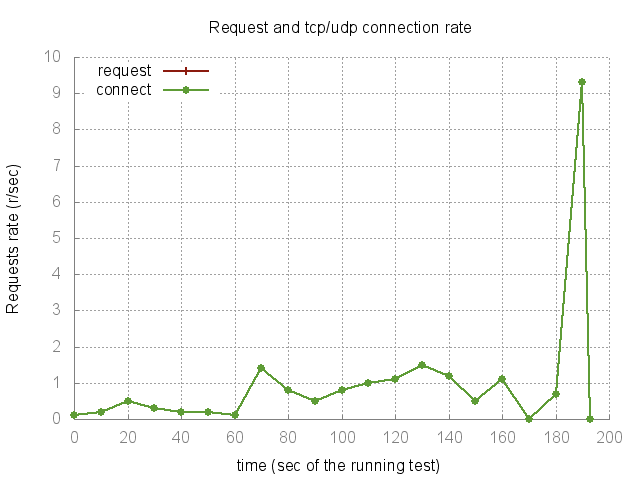 Request and tcp/udp connection rate
10
9
8
7
6
5
4
3
2
1
0
request
connect
Requests rate (r/sec)
0 20 40 60 80 100 120 140 160 180 200
time (sec of the running test)